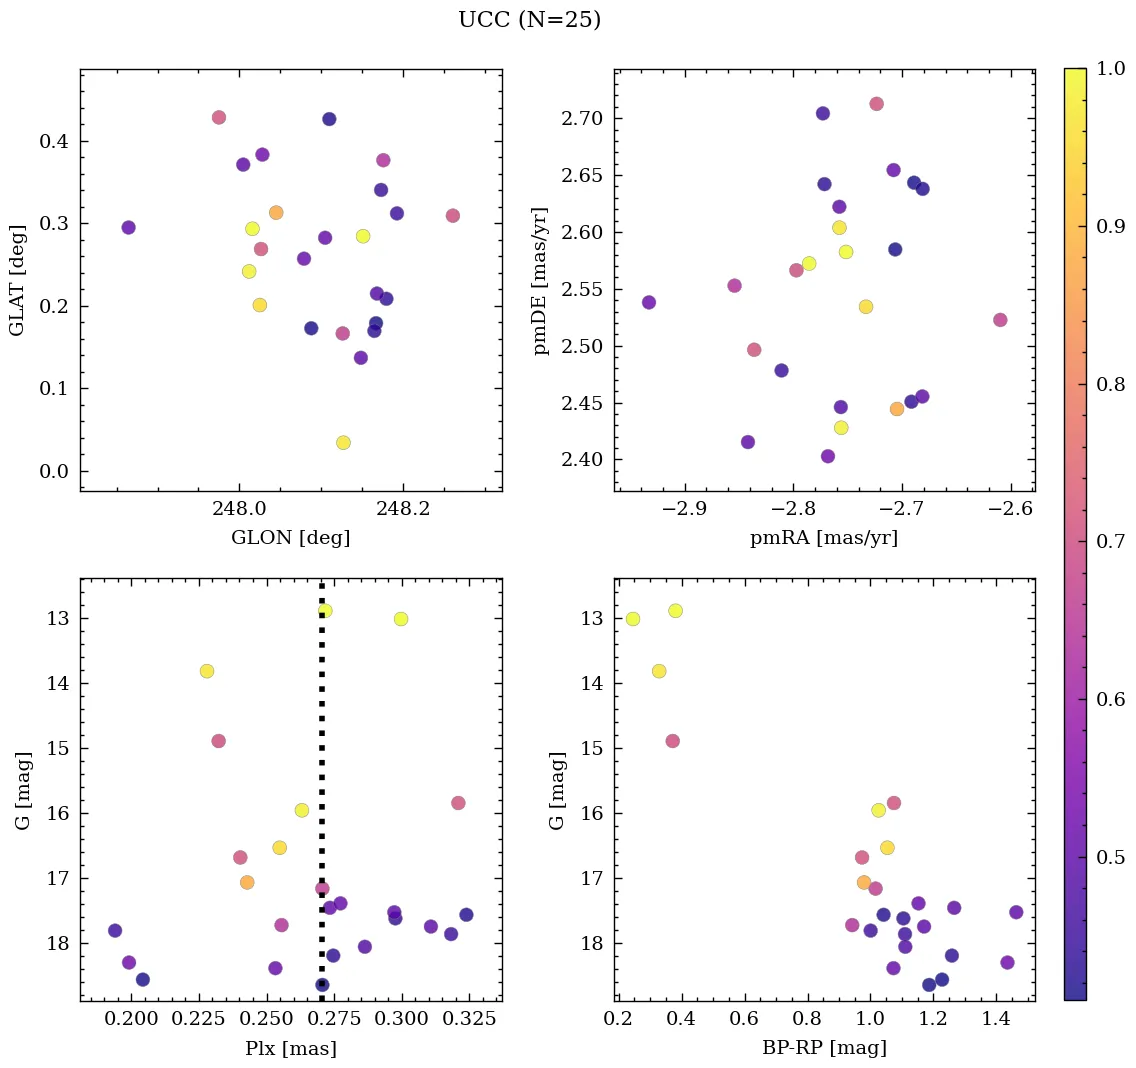 UCC (N=25)
0.4
0.3
0.2
0.1
0.0
GLAT [deg]
248.0 248.2
GLON [deg]
2.70
2.65
2.60
2.55
2.50
2.45
2.40
pmDE [mas/yr]
−2.9 −2.8 −2.7 −2.6
pmRA [mas/yr]
13
14
15
16
17
18
G [mag]
0.200 0.225 0.250 0.275 0.300 0.325
Plx [mas]
13
14
15
16
17
18
G [mag]
0.2 0.4 0.6 0.8 1.0 1.2 1.4
BP-RP [mag]
1.0
0.9
0.8
0.7
0.6
0.5